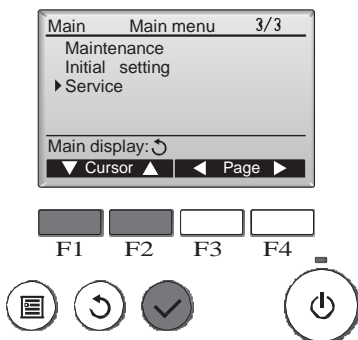 Main Main menu 3/3
Maintenance
Initial setting
Service
Main display:
Cursor Page
F1 F2 F3 F4